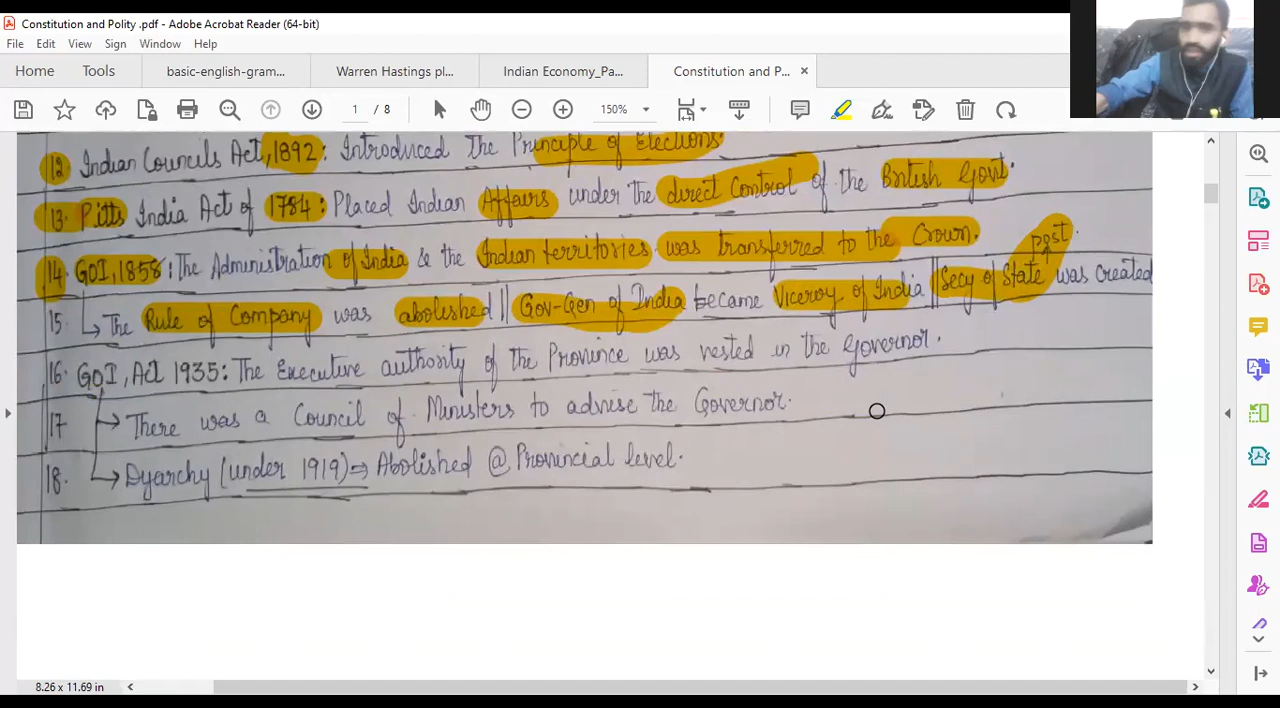 Constitution and Polity .pdf - Adobe Acrobat Reader (64-bit)
File Edit View Sign Window Help
Home Tools basic-english-gram... Warren Hastings pl... Indian Economy_Pa... Constitution and P... ×
1 / 8 150%
12 Indian Councils Act, 1892: Introduced the Principle of Elections.
13. Pitts India Act of 1784: Placed Indian Affairs under the direct Control of the British Govt.
14. GOI, 1858: The Administration of India & the Indian territories was transferred to the Crown.
post.
15. ↳ The Rule of Company was abolished || Gov-Gen of India became Viceroy of India || Secy of State was created
16. GOI, Act 1935: The Executive authority of the Province was vested in the Governor.
17 → There was a Council of Ministers to advise the Governor.
18. → Dyarchy (under 1919) ⇒ Abolished @ Provincial level.
8.26 x 11.69 in